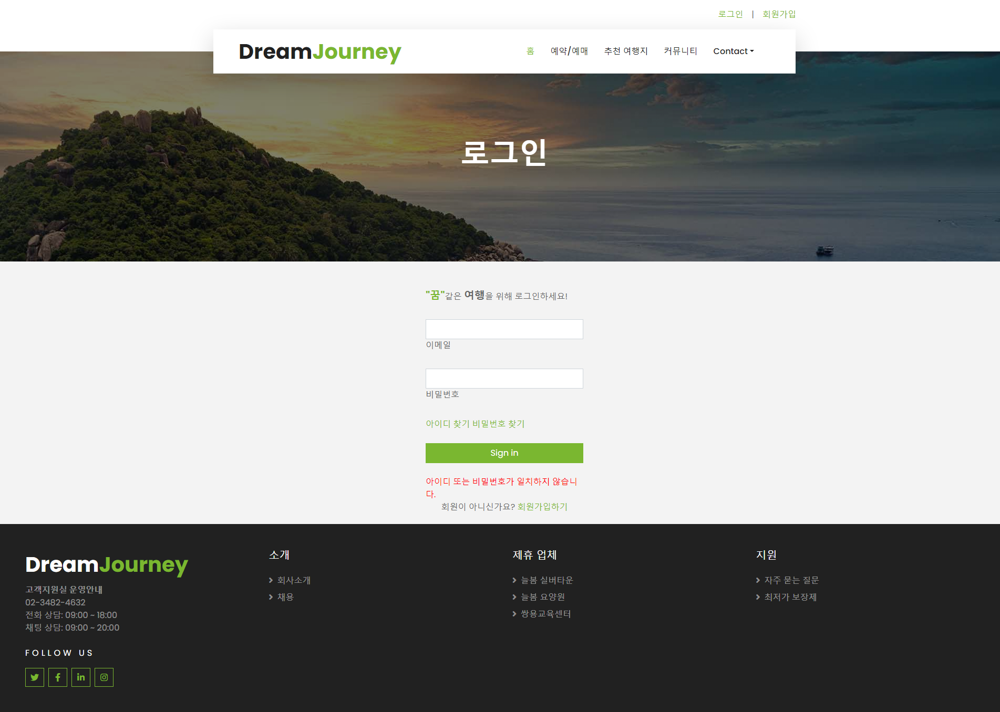 로그인 | 회원가입
DreamJourney
홈 예약/예매 추천 여행지 커뮤니티 Contact
로그인
"꿈"같은 여행을 위해 로그인하세요!
이메일
비밀번호
아이디 찾기 비밀번호 찾기
Sign in
아이디 또는 비밀번호가 일치하지 않습니
다.
회원이 아니신가요? 회원가입하기
DreamJourney
고객지원실 운영안내
02-3482-4632
전화 상담: 09:00 ~ 18:00
채팅 상담: 09:00 ~ 20:00
FOLLOW US
소개
회사소개
채용
제휴 업체
늘봄 실버타운
늘봄 요양원
쌍용교육센터
지원
자주 묻는 질문
최저가 보장제